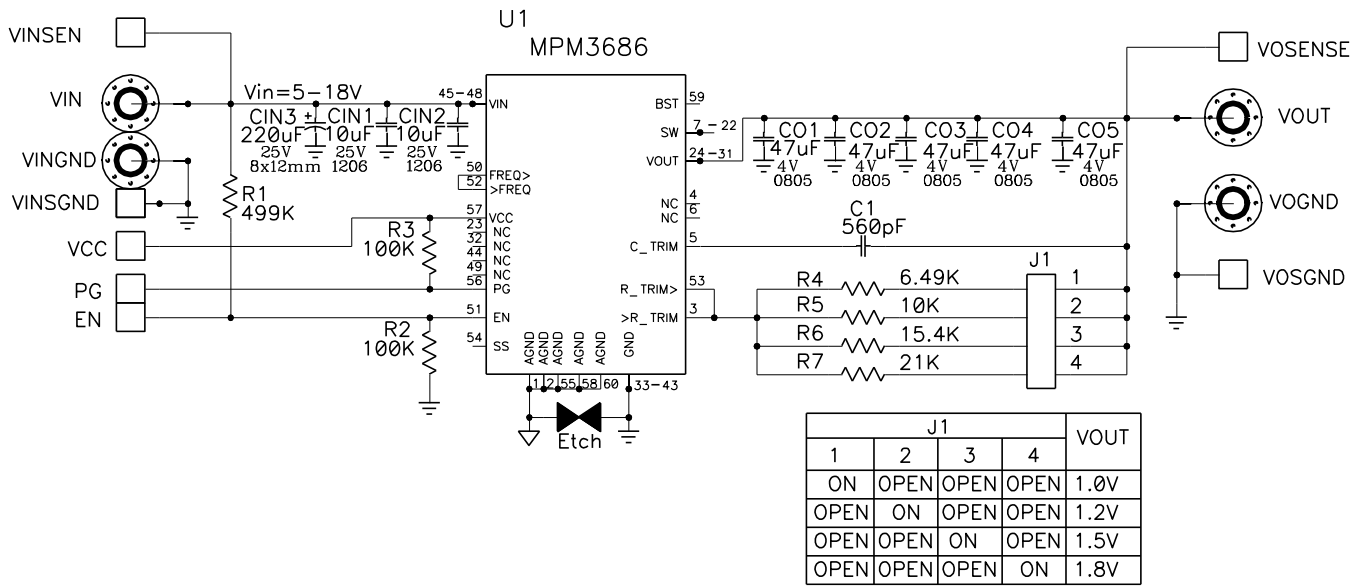 U1
MPM3686
VINSEN
VIN
VINGND
VINSGND
VCC
PG
EN
Vin=5-18V
CIN3 + CIN1 CIN2
220uF 10uF 10uF
25V 25V 25V
8x12mm 1206 1206
R1
499K
R3
100K
R2
100K
45-48 VIN
50 FREQ>
52 >FREQ
57 VCC
23 NC
32 NC
44 NC
49 NC
56 PG
51 EN
54 SS
AGND AGND AGND AGND AGND GND
1 2 55 58 60 33-43
Etch
BST 59
SW 7-22
VOUT 24-31
NC 4
NC 6
C_TRIM 5
R_TRIM> 53
>R_TRIM 3
CO1 CO2 CO3 CO4 CO5
47uF 47uF 47uF 47uF 47uF
4V 4V 4V 4V 4V
0805 0805 0805 0805 0805
C1
560pF
R4 6.49K
R5 10K
R6 15.4K
R7 21K
J1
1
2
3
4
VOSENSE
VOUT
VOGND
VOSGND
J1 VOUT
1 2 3 4
ON OPEN OPEN OPEN 1.0V
OPEN ON OPEN OPEN 1.2V
OPEN OPEN ON OPEN 1.5V
OPEN OPEN OPEN ON 1.8V